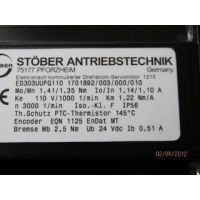 BER
STÖBER ANTRIEBSTECHNIK
75177 PFORZHEIM Germany
Elektronisch kommutierter Drehstrom-Servomotor 1215
ED303UUPG110 1701892/003/000/010
Mo/Mn 1,41/1,35 Nm Io/In 1,14/1,10 A
Ke 110 V/1000 1/min KM 1,22 Nm/A
n 3000 1/min Iso.-Kl. F IP56
Th.Schutz PTC-Thermistor 145°C
Encoder EQN 1125 EnDat MT
Bremse Mb 2,5 Nm Ub 24 Vdc Ib 0,51 A
02/09/2012